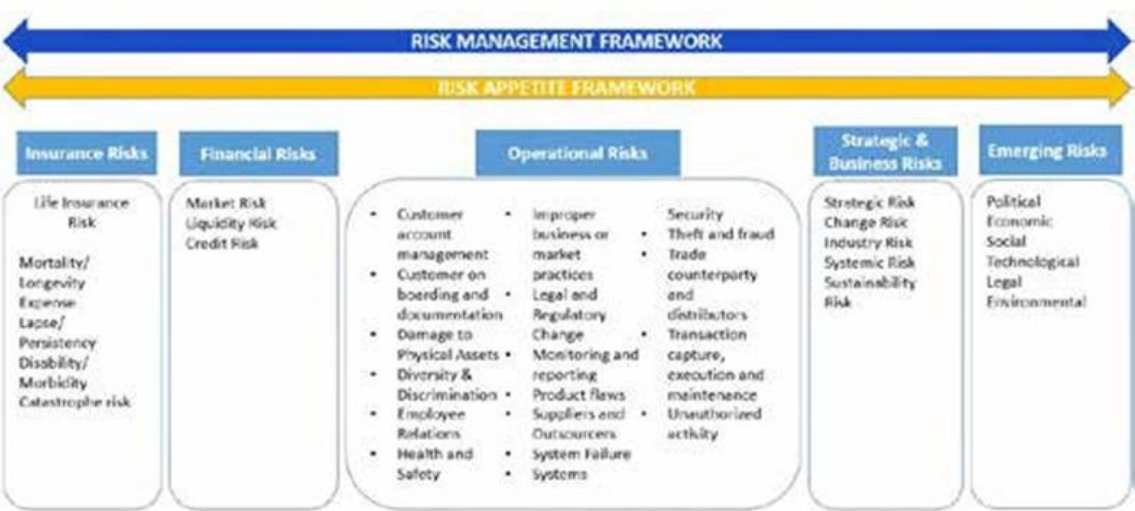 RISK MANAGEMENT FRAMEWORK
RISK APPETITE FRAMEWORK
Insurance Risks
Life Insurance
Risk
Mortality/
Longevity
Expense
Lapse/
Persistency
Disability/
Morbidity
Catastrophe risk
Financial Risks
Market Risk
Liquidity Risk
Credit Risk
Operational Risks
• Customer
account
management
• Customer on
boarding and
documentation
• Damage to
Physical Assets
• Diversity &
Discrimination
• Employee
Relations
• Health and
Safety
• Improper
business or
market
practices
• Legal and
Regulatory
Change
• Monitoring and
reporting
• Product flaws
• Suppliers and
Outsourcers
• System Failure
• Systems
Security
• Theft and fraud
• Trade
counterparty
and
distributors
• Transaction
capture,
execution and
maintenance
• Unauthorized
activity
Strategic &
Business Risks
Strategic Risk
Change Risk
Industry Risk
Systemic Risk
Sustainability
Risk
Emerging Risks
Political
Economic
Social
Technological
Legal
Environmental